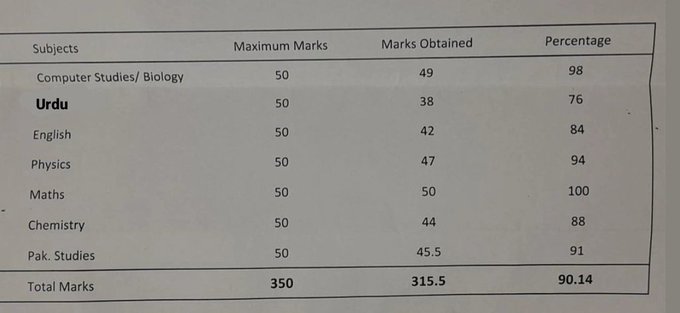 Subjects Maximum Marks Marks Obtained Percentage
Computer Studies/ Biology 50 49 98
Urdu 50 38 76
English 50 42 84
Physics 50 47 94
Maths 50 50 100
Chemistry 50 44 88
Pak. Studies 50 45.5 91
Total Marks 350 315.5 90.14